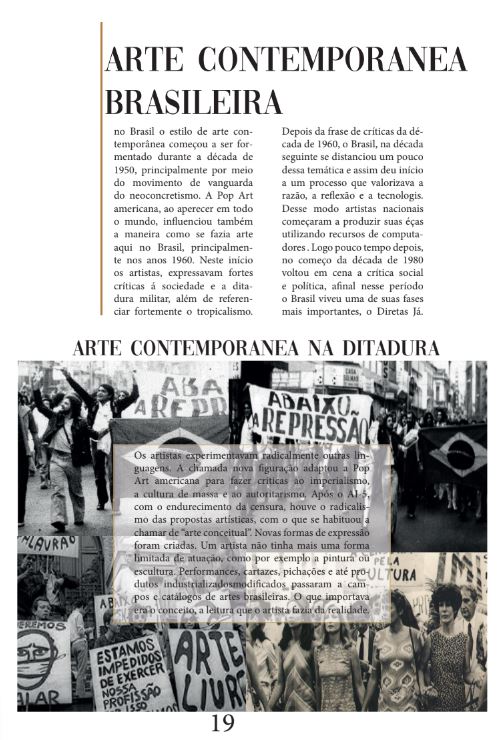 ARTE CONTEMPORANEA
BRASILEIRA
no Brasil o estilo de arte con-
temporânea começou a ser for-
mentado durante a década de
1950, principalmente por meio
do movimento de vanguarda
do neoconcretismo. A Pop Art
americana, ao aparecer em todo
o mundo, influenciou também
a maneira como se fazia arte
aqui no Brasil, principalmen-
te nos anos 1960. Neste início
os artistas, expressavam fortes
críticas á sociedade e a dita-
dura militar, além de referen-
ciar fortemente o tropicalismo.
Depois da frase de críticas da dé-
cada de 1960, o Brasil, na década
seguinte se distanciou um pouco
dessa temática e assim deu início
a um processo que valorizava a
razão, a reflexão e a tecnologis.
Desse modo artistas nacionais
começaram a produzir suas éças
utilizando recursos de computa-
dores . Logo pouco tempo depois,
no começo da década de 1980
voltou em cena a crítica social
e política, afinal nesse período
o Brasil viveu uma de suas fases
mais importantes, o Diretas Já.
ARTE CONTEMPORANEA NA DITADURA
ABA
A REPR
ABAIXO
A REPRESSÃO
Os artistas experimentavam radicalmente outras lin-
guagens. A chamada nova figuração adaptou a Pop
Art americana para fazer críticas ao imperialismo,
a cultura de massa e ao autoritarismo. Após o AI-5,
com o endurecimento da censura, houve o radicalis-
mo das propostas artísticas, com o que se habituou a
chamar de "arte conceitual". Novas formas de expressão
foram criadas. Um artista não tinha mais uma forma
limitada de atuação, como por exemplo a pintura ou
escultura. Performances, cartazes, pichações e até pro-
dutos industrializadosmodificados passaram a cam-
pos e catálogos de artes brasileiras. O que importava
era o conceito, a leitura que o artista fazia da realidade.
PELA
CULTURA
ABAI
ALAR
ESTAMOS
IMPEDIDOS
DE EXERCER
NOSSA
PROFISSÃO
ARTE
LIVR
19